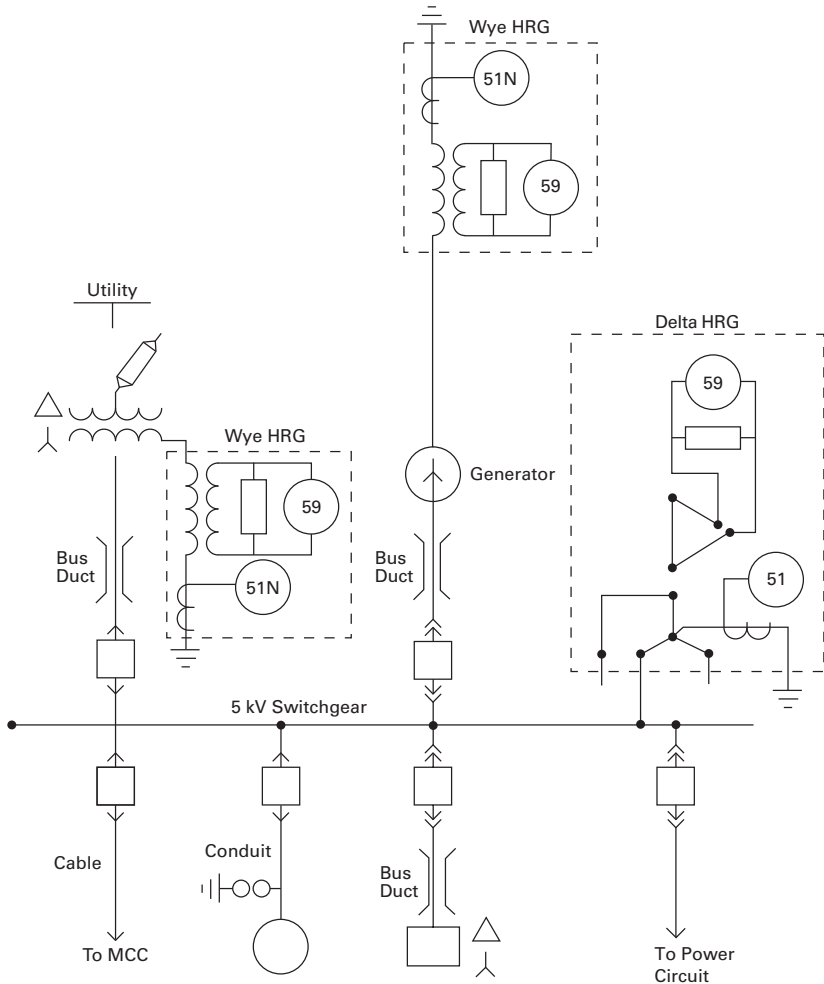 Wye HRG
51N
59
Utility
Delta HRG
59
Wye HRG
59
Generator
51N
Bus
Duct
Bus
Duct
51
5 kV Switchgear
Cable
Conduit
Bus
Duct
To MCC
To Power
Circuit